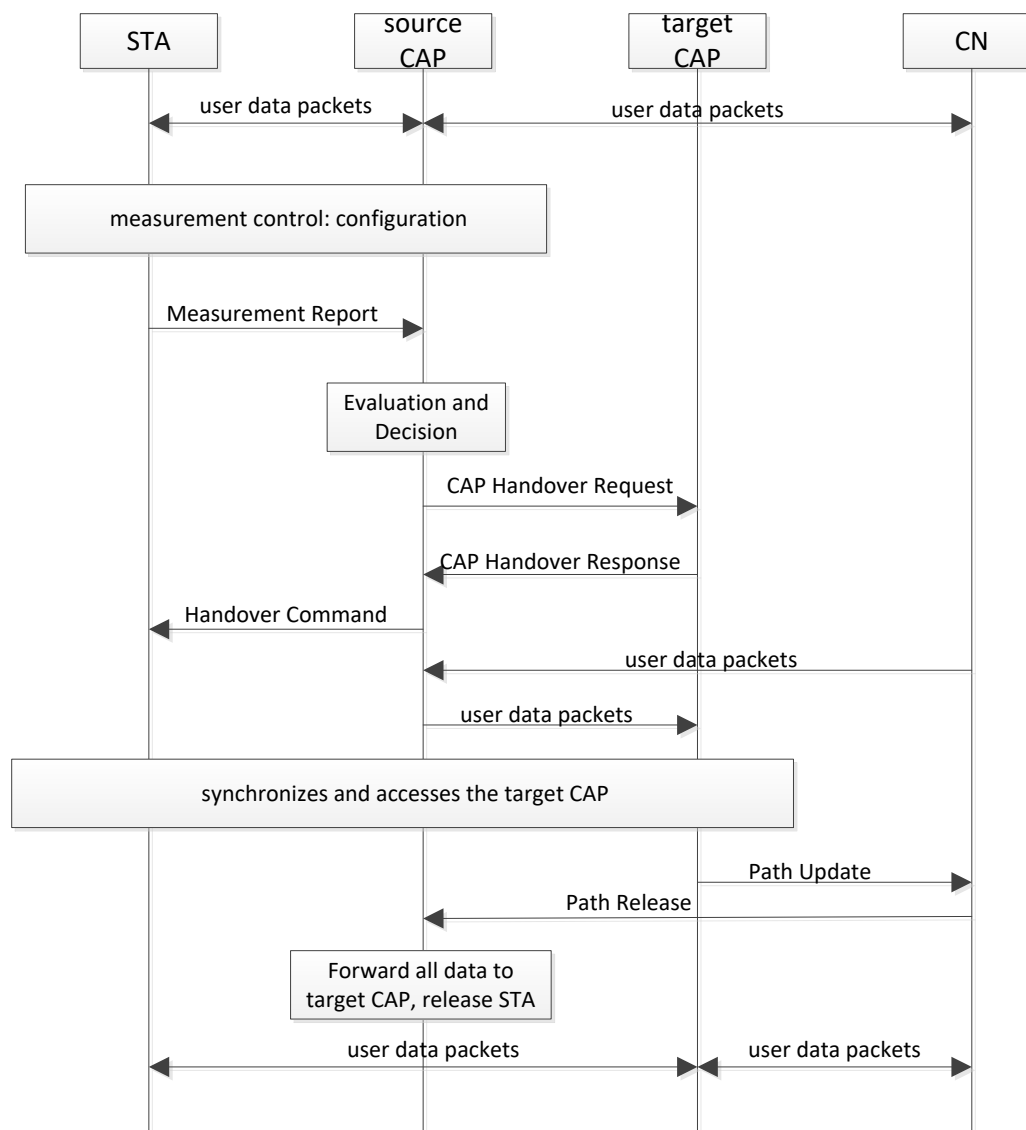 STA
source
CAP
target
CAP
CN
user data packets
user data packets
measurement control: configuration
Measurement Report
Evaluation and
Decision
CAP Handover Request
CAP Handover Response
Handover Command
user data packets
user data packets
synchronizes and accesses the target CAP
Path Update
Path Release
Forward all data to
target CAP, release STA
user data packets
user data packets